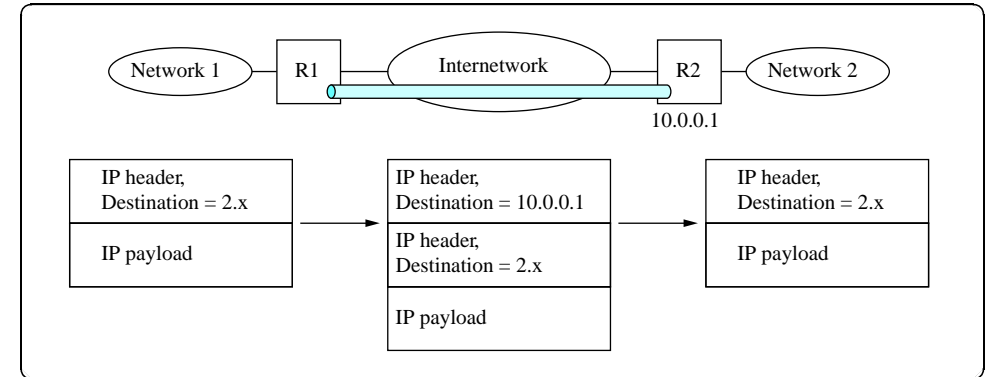 Network 1
R1
Internetwork
R2
Network 2
10.0.0.1
IP header,
Destination = 2.x
IP payload
IP header,
Destination = 10.0.0.1
IP header,
Destination = 2.x
IP payload
IP header,
Destination = 2.x
IP payload